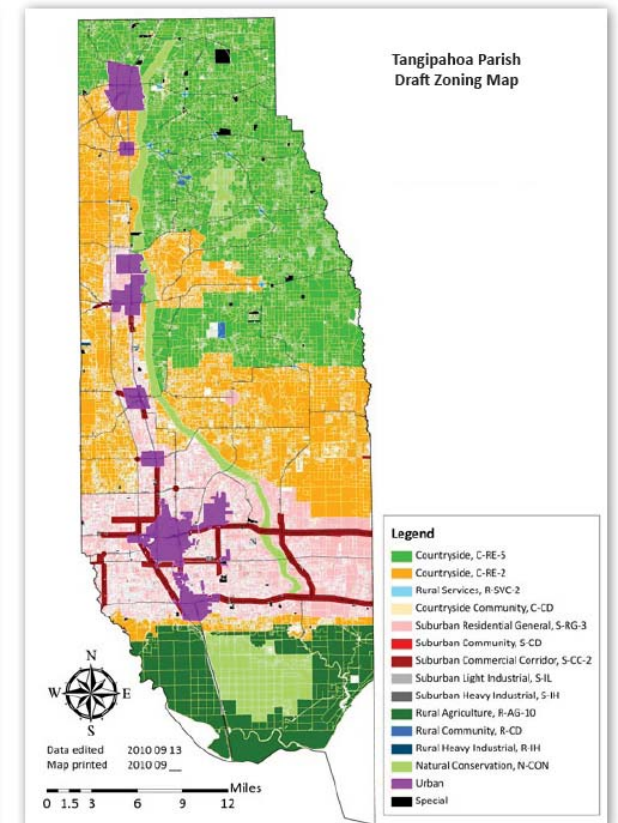 Tangipahoa Parish
Draft Zoning Map
Legend
Countryside, C-RE-5
Countryside, C-RE-2
Rural Services, R-SVC-2
Countryside Community, C-CD
Suburban Residential General, S-RG-3
Suburban Community, S-CD
Suburban Commercial Corridor, S-CC-2
Suburban Light Industrial, S-IL
Suburban Heavy Industrial, S-IH
Rural Agriculture, R-AG-10
Rural Community, R-CD
Rural Heavy Industrial, R-IH
Natural Conservation, N-CON
Urban
Special
N
W E
S
Data edited 2010 09 13
Map printed 2010 09 __
Miles
0 1.5 3 6 9 12